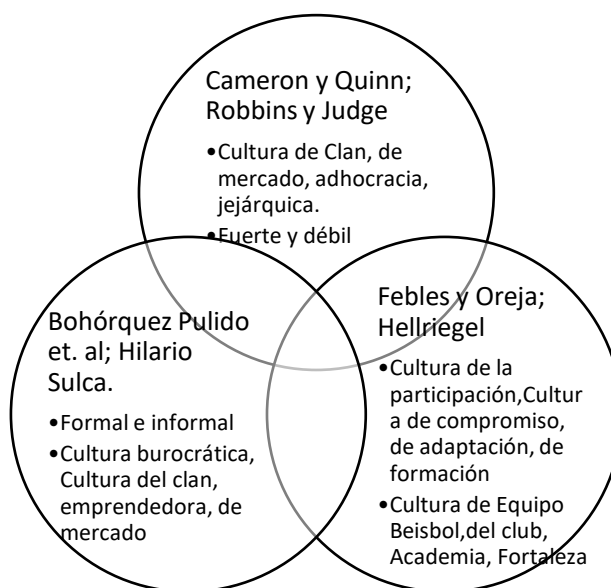 Cameron y Quinn;
Robbins y Judge
•Cultura de Clan, de
mercado, adhocracia,
jejárquica.
•Fuerte y débil
Bohórquez Pulido
et. al; Hilario
Sulca.
•Formal e informal
•Cultura burocrática,
Cultura del clan,
emprendedora, de
mercado
Febles y Oreja;
Hellriegel
•Cultura de la
participación,Cultur
a de compromiso,
de adaptación, de
formación
•Cultura de Equipo
Beisbol,del club,
Academia, Fortaleza